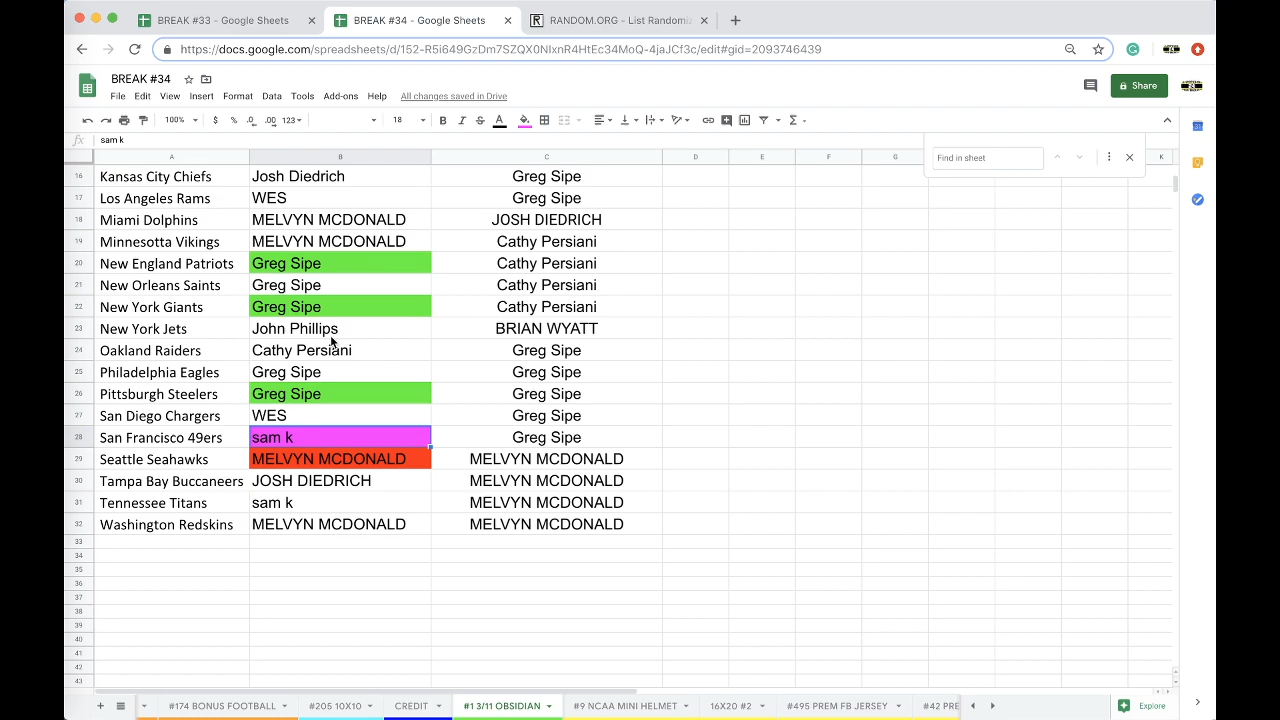 BREAK #33 - Google Sheets
BREAK #34 - Google Sheets
RANDOM.ORG - List Randomiz
https://docs.google.com/spreadsheets/d/152-R5i649GzDm7SZQX0NIxnR4HtEc34MoQ-4jaJCf3c/edit#gid=2093746439
BREAK #34
File Edit View Insert Format Data Tools Add-ons Help All changes saved in Drive
Share
100% $ % .0 .00 123 18 B I S A
fx sam k
Find in sheet
A B C D E F G K
16 Kansas City Chiefs Josh Diedrich Greg Sipe
17 Los Angeles Rams WES Greg Sipe
18 Miami Dolphins MELVYN MCDONALD JOSH DIEDRICH
19 Minnesotta Vikings MELVYN MCDONALD Cathy Persiani
20 New England Patriots Greg Sipe Cathy Persiani
21 New Orleans Saints Greg Sipe Cathy Persiani
22 New York Giants Greg Sipe Cathy Persiani
23 New York Jets John Phillips BRIAN WYATT
24 Oakland Raiders Cathy Persiani Greg Sipe
25 Philadelphia Eagles Greg Sipe Greg Sipe
26 Pittsburgh Steelers Greg Sipe Greg Sipe
27 San Diego Chargers WES Greg Sipe
28 San Francisco 49ers sam k Greg Sipe
29 Seattle Seahawks MELVYN MCDONALD MELVYN MCDONALD
30 Tampa Bay Buccaneers JOSH DIEDRICH MELVYN MCDONALD
31 Tennessee Titans sam k MELVYN MCDONALD
32 Washington Redskins MELVYN MCDONALD MELVYN MCDONALD
33
34
35
36
37
38
39
40
41
42
43
#174 BONUS FOOTBALL #205 10X10 CREDIT #1 3/11 OBSIDIAN #9 NCAA MINI HELMET 16X20 #2 #495 PREM FB JERSEY #42 PRE Explore